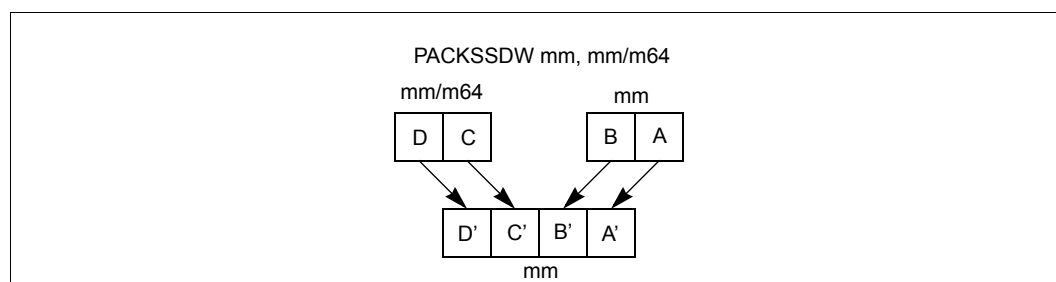 PACKSSDW mm, mm/m64
mm/m64 mm
D C B A
D’ C’ B’ A’
mm